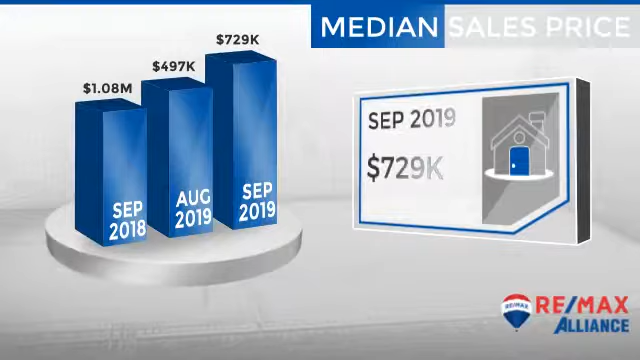 MEDIAN SALES PRICE
$729K
$497K
$1.08M
SEP
2018
AUG
2019
SEP
2019
SEP 2019
$729K
RE/MAX
RE/MAX
ALLIANCE